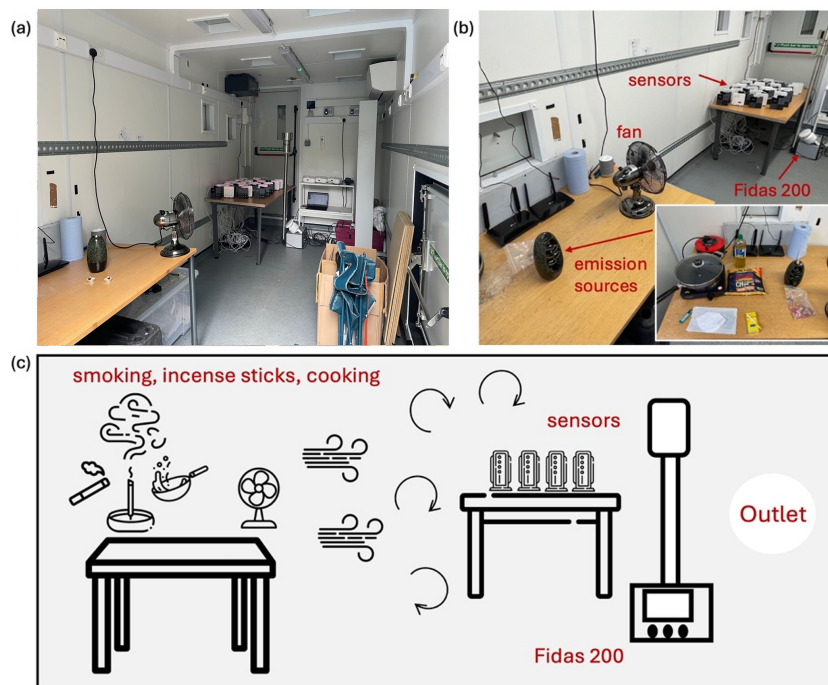 (a)
(b)
sensors
fan
Fidas 200
emission
sources
(c)
smoking, incense sticks, cooking
sensors
Outlet
Fidas 200